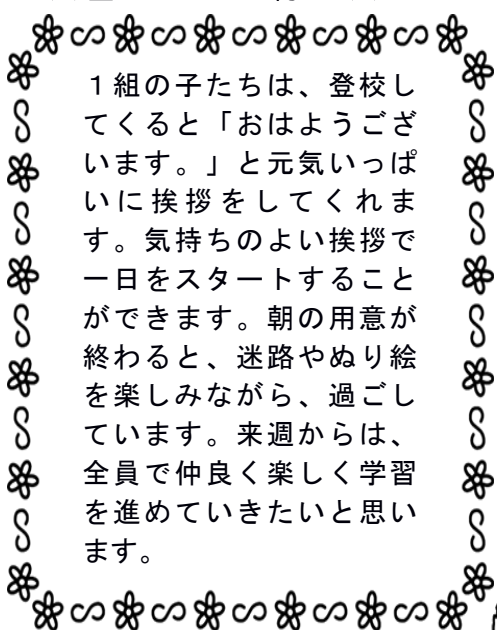 １組の子たちは、登校し
てくると「おはようござ
います。」と元気いっぱ
いに挨拶をしてくれま
す。気持ちのよい挨拶で
一日をスタートすること
ができます。朝の用意が
終わると、迷路やぬり絵
を楽しみながら、過ごし
ています。来週からは、
全員で仲良く楽しく学習
を進めていきたいと思い
ます。